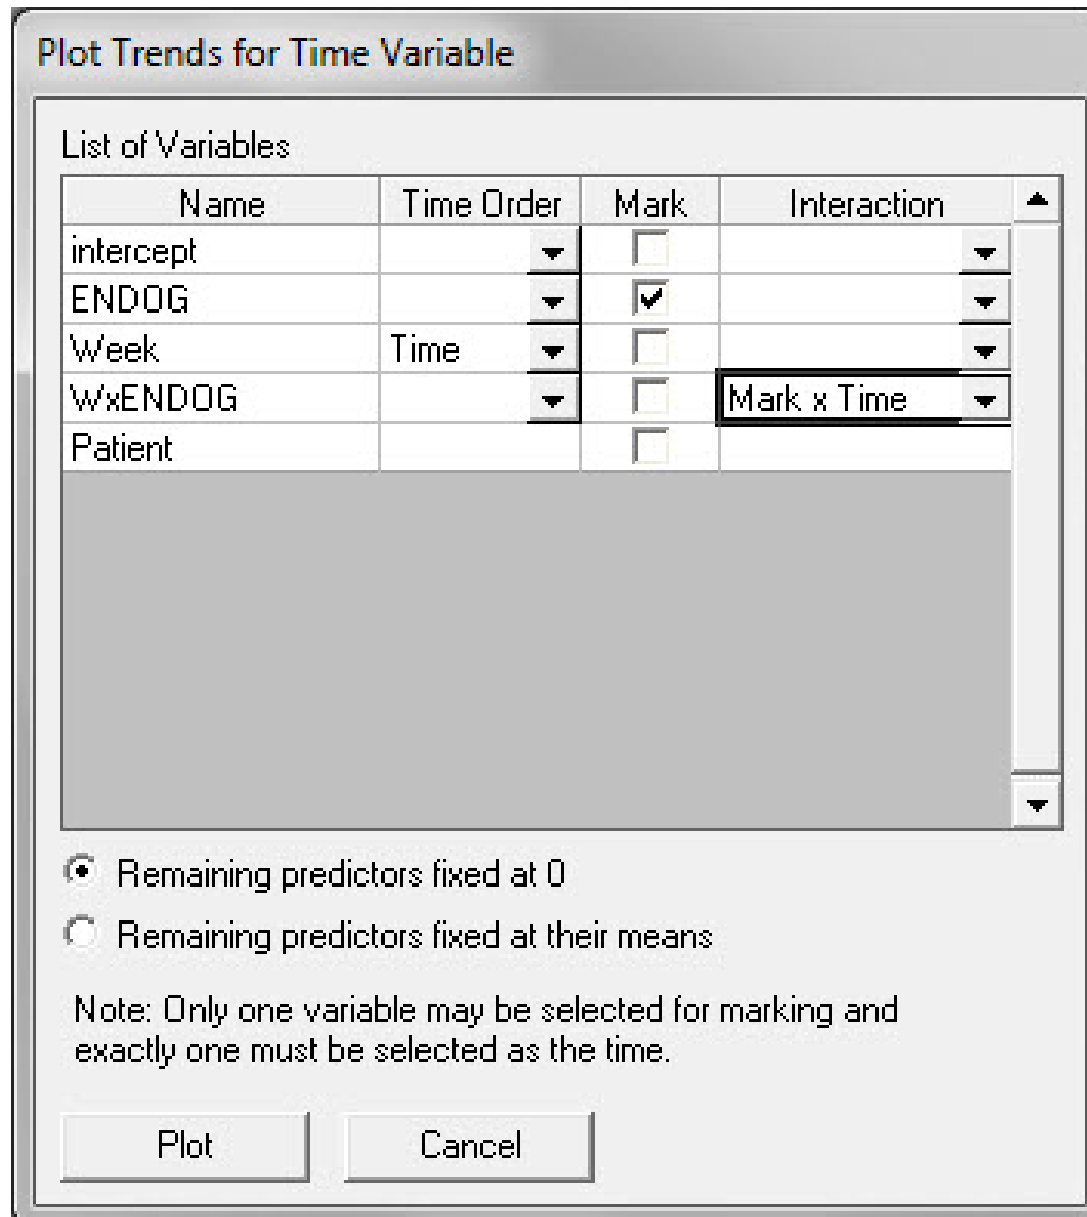 Plot Trends for Time Variable
List of Variables
Name Time Order Mark Interaction
intercept
ENDOG
Week Time
WxENDOG Mark x Time
Patient
Remaining predictors fixed at 0
Remaining predictors fixed at their means
Note: Only one variable may be selected for marking and
exactly one must be selected as the time.
Plot Cancel